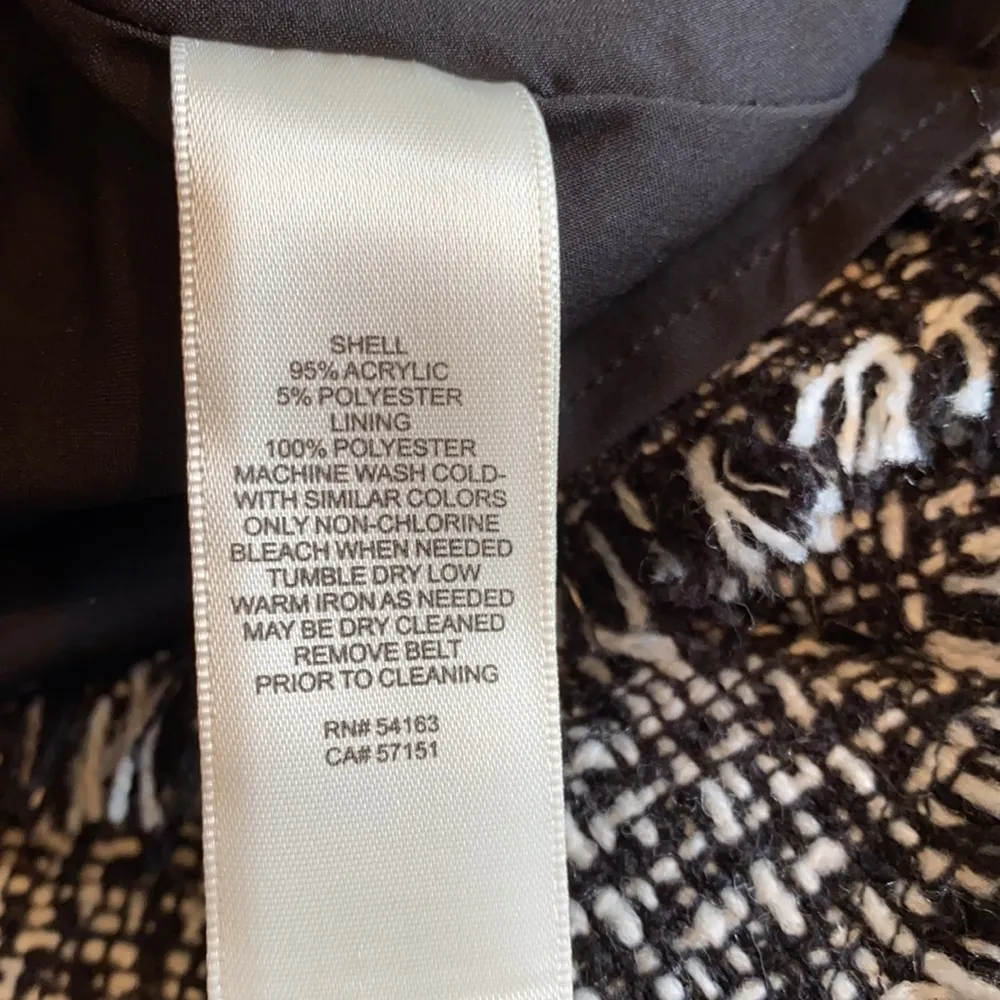 SHELL
95% ACRYLIC
5% POLYESTER
LINING
100% POLYESTER
MACHINE WASH COLD-
WITH SIMILAR COLORS
ONLY NON-CHLORINE
BLEACH WHEN NEEDED
TUMBLE DRY LOW
WARM IRON AS NEEDED
MAY BE DRY CLEANED
REMOVE BELT
PRIOR TO CLEANING
RN# 54163
CA# 57151